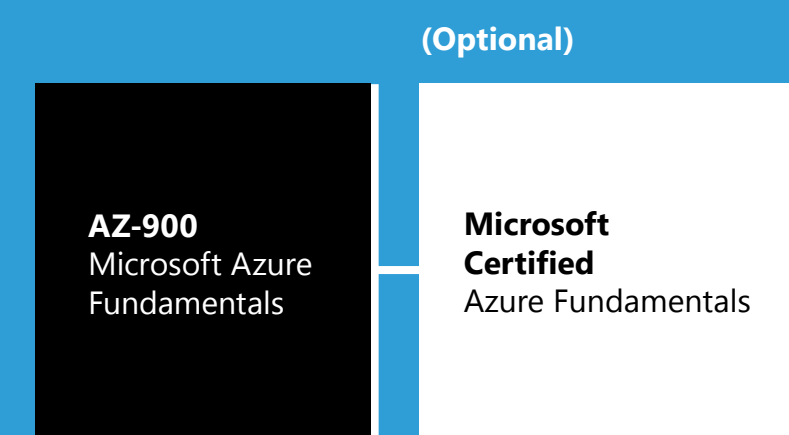 (Optional)
AZ-900
Microsoft Azure
Fundamentals
Microsoft
Certified
Azure Fundamentals